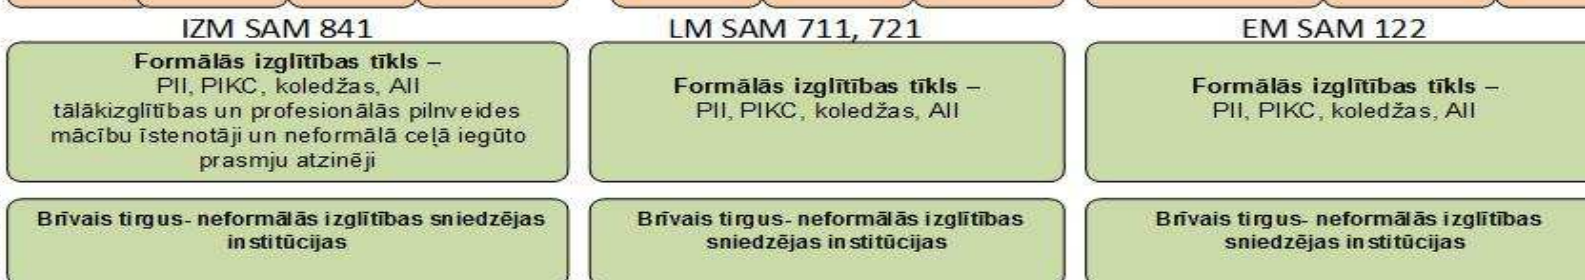 IZM SAM 841
Formālās izglītības tīkls –
PII, PIKC, koledžas, AII
tālākizglītības un profesionālās pilnveides
mācību īstenotāji un neformālā ceļā iegūto
prasmju atzinēji
Brīvais tirgus- neformālās izglītības sniedzējas
institūcijas
LM SAM 711, 721
Formālās izglītības tīkls –
PII, PIKC, koledžas, AII
Brīvais tirgus- neformālās izglītības
sniedzējas institūcijas
EM SAM 122
Formālās izglītības tīkls –
PII, PIKC, koledžas, AII
Brīvais tirgus- neformālās izglītības
sniedzējas institūcijas